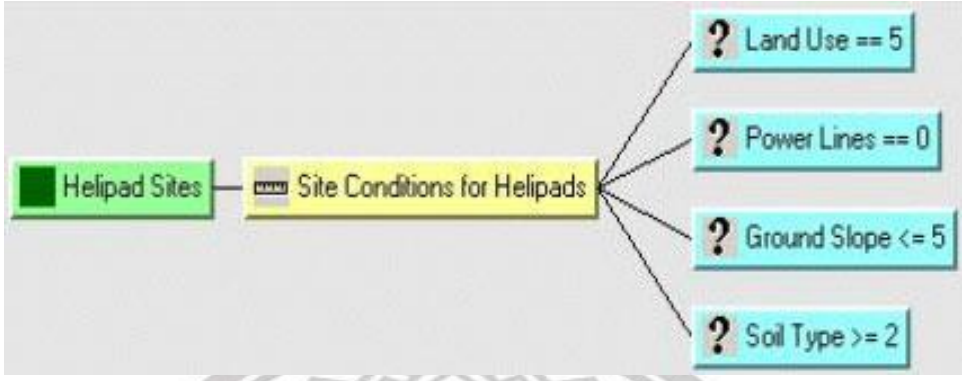 Land Use == 5
Power Lines == 0
Helipad Sites
Site Conditions for Helipads
Ground Slope <= 5
Soil Type >= 2